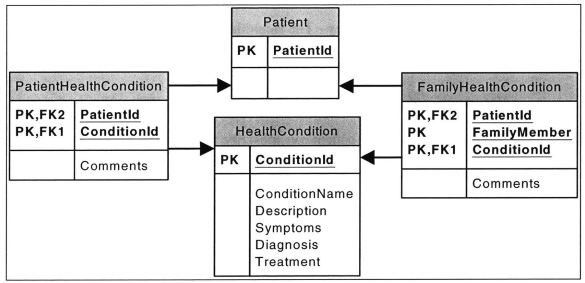 Patient
PK PatientId
PatientHealthCondition
PK,FK2 PatientId
PK,FK1 ConditionId
Comments
HealthCondition
PK ConditionId
ConditionName
Description
Symptoms
Diagnosis
Treatment
FamilyHealthCondition
PK,FK2 PatientId
PK FamilyMember
PK,FK1 ConditionId
Comments